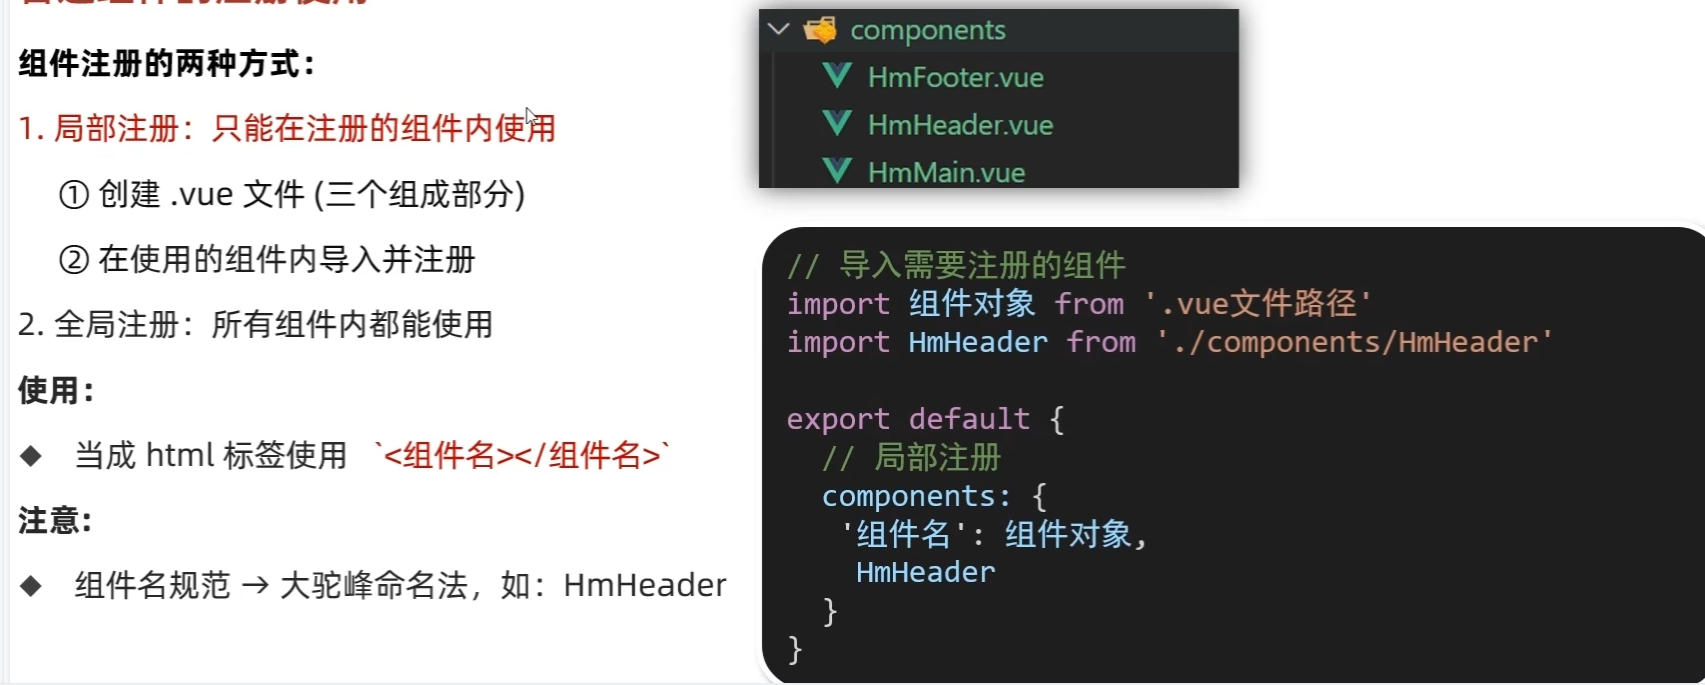 组件注册的两种方式：
1. 局部注册：只能在注册的组件内使用
① 创建 .vue 文件 (三个组成部分)
② 在使用的组件内导入并注册
2. 全局注册：所有组件内都能使用
使用：
◆ 当成 html 标签使用 `<组件名></组件名>`
注意:
◆ 组件名规范 → 大驼峰命名法，如：HmHeader
components
HmFooter.vue
HmHeader.vue
HmMain.vue
// 导入需要注册的组件
import 组件对象 from '.vue文件路径'
import HmHeader from './components/HmHeader'
export default {
// 局部注册
components: {
'组件名': 组件对象,
HmHeader
}
}